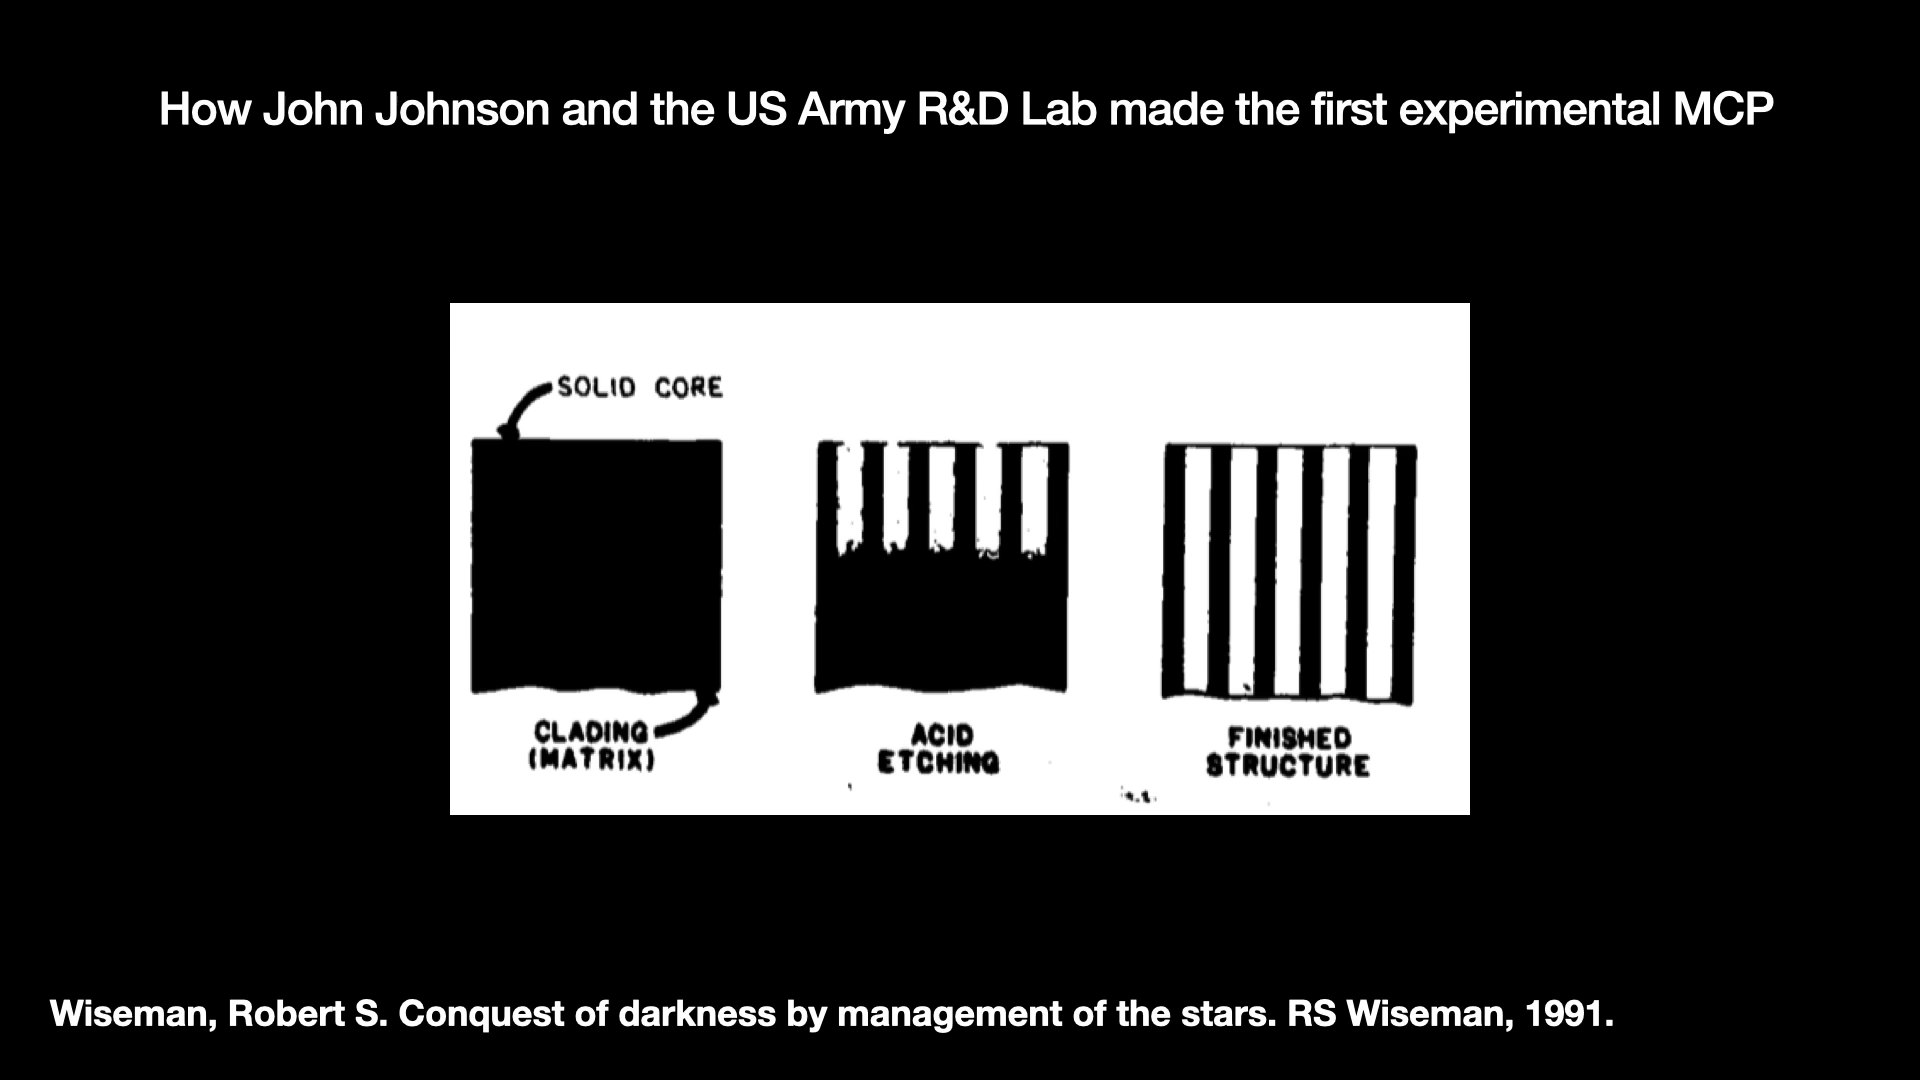 How John Johnson and the US Army R&D Lab made the first experimental MCP
SOLID CORE
CLADING
(MATRIX)
ACID
ETCHING
FINISHED
STRUCTURE
Wiseman, Robert S. Conquest of darkness by management of the stars. RS Wiseman, 1991.